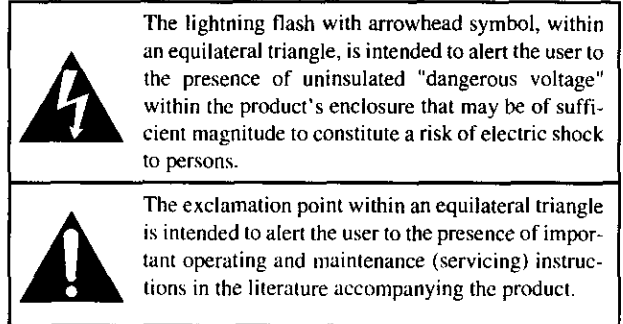 The lightning flash with arrowhead symbol, within
an equilateral triangle, is intended to alert the user to
the presence of uninsulated "dangerous voltage"
within the product's enclosure that may be of suffi-
cient magnitude to constitute a risk of electric shock
to persons.
The exclamation point within an equilateral triangle
is intended to alert the user to the presence of impor-
tant operating and maintenance (servicing) instruc-
tions in the literature accompanying the product.